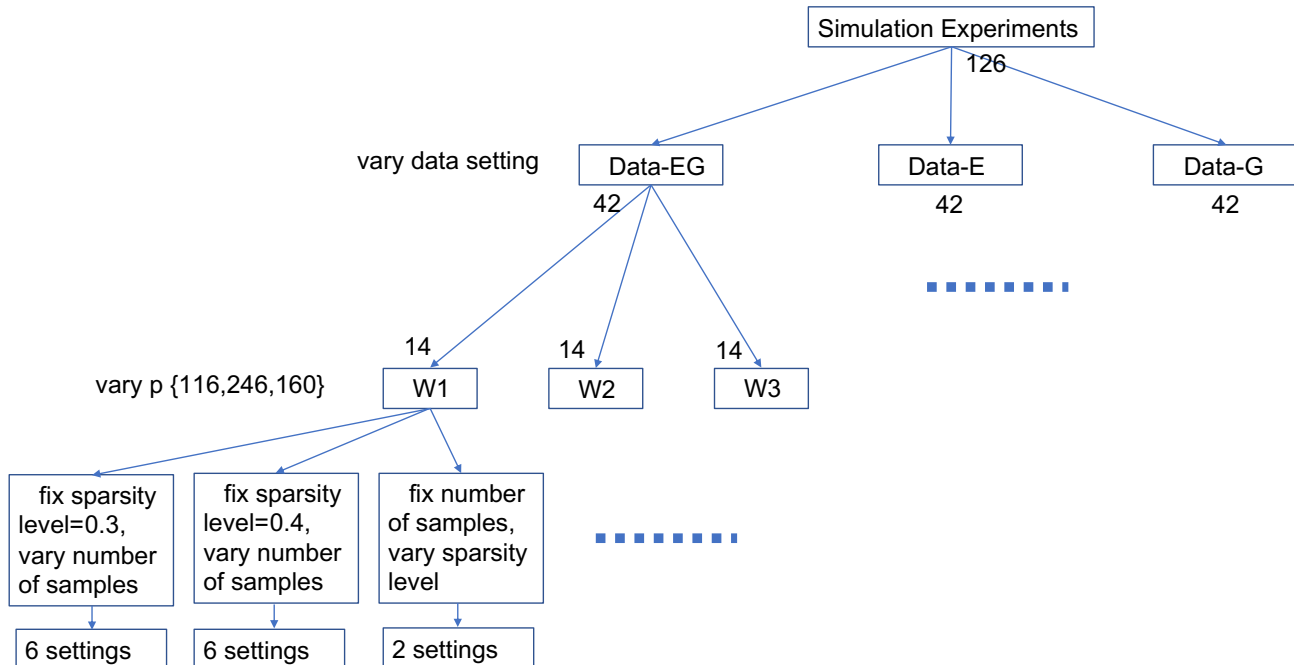 Simulation Experiments
126
vary data setting
Data-EG
Data-E
Data-G
42
42
42
14
14
14
vary p {116,246,160}
W1
W2
W3
fix sparsity
level=0.3,
vary number
of samples
fix sparsity
level=0.4,
vary number
of samples
fix number
of samples,
vary sparsity
level
6 settings
6 settings
2 settings